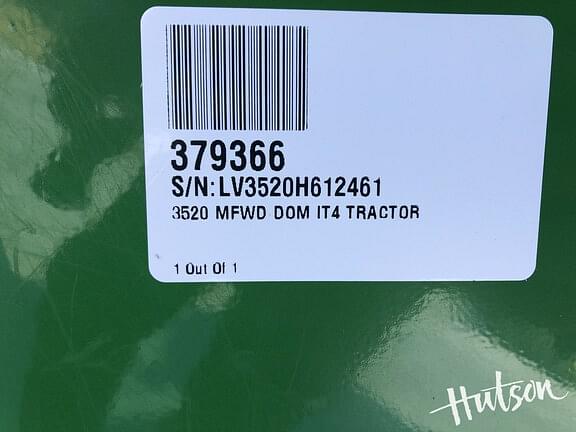 379366
S/N:LV3520H612461
3520 MFWD DOM IT4 TRACTOR
1 Out Of 1
Hutson